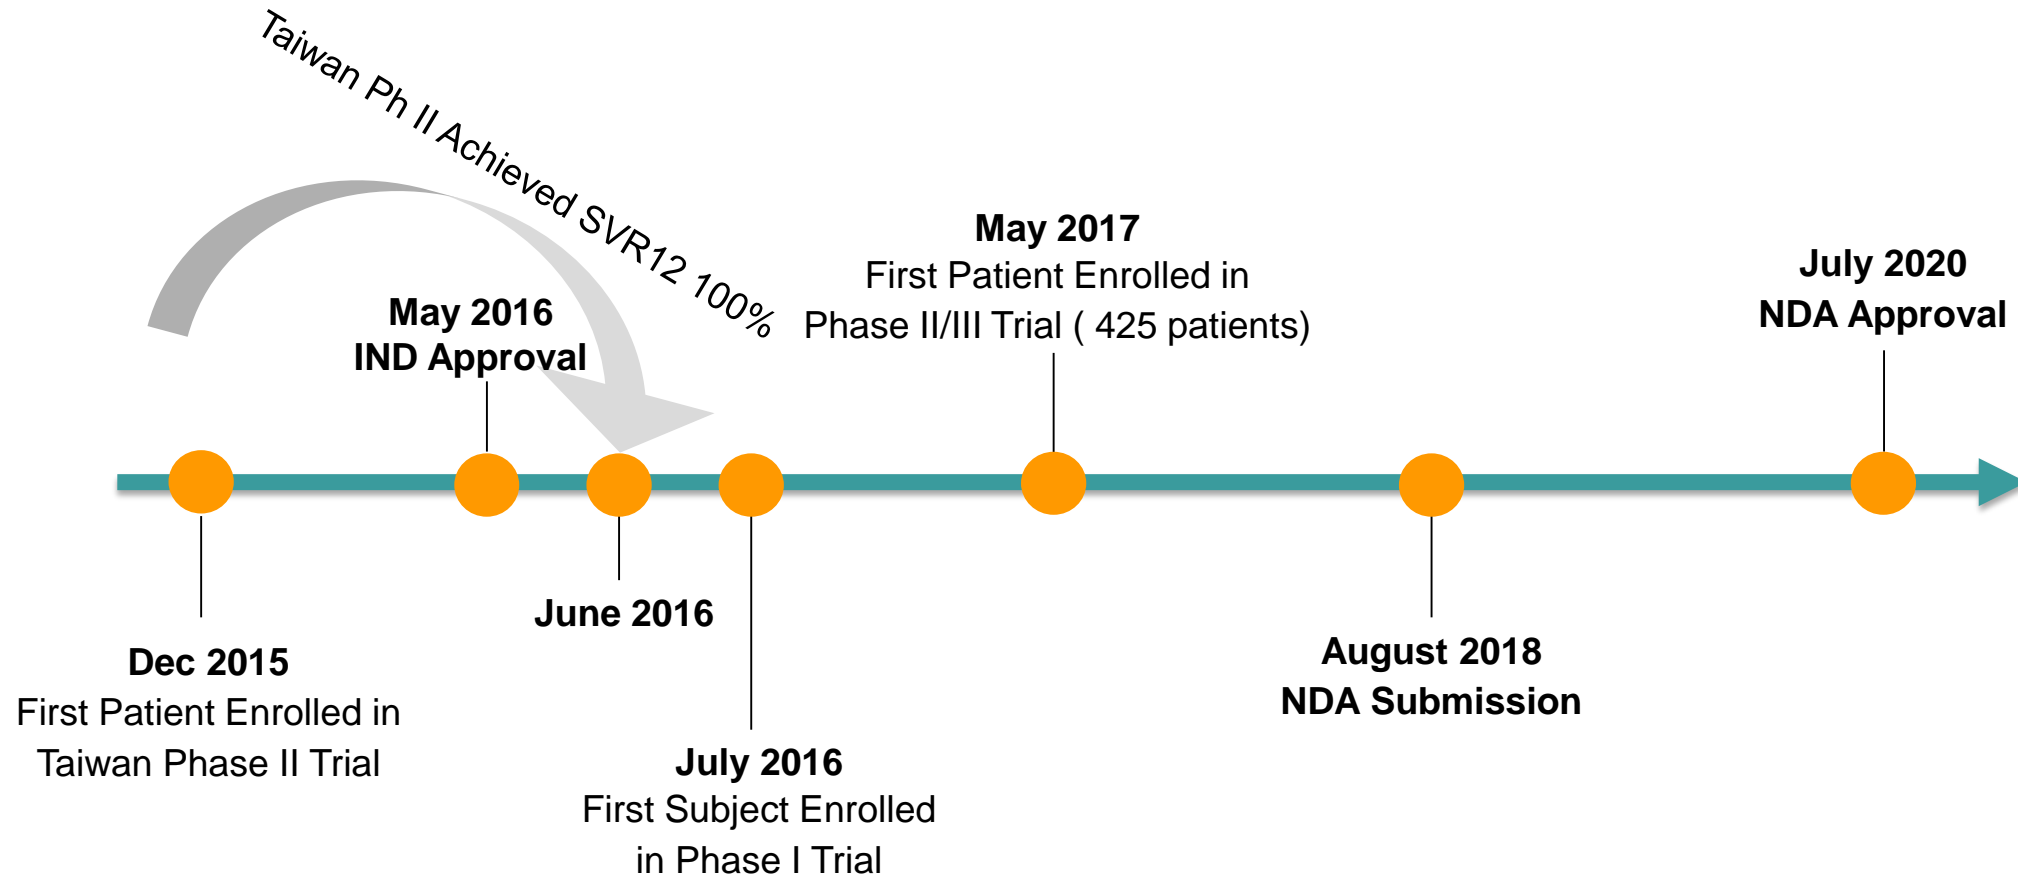 Taiwan Ph II Achieved SVR12 100%
May 2016
IND Approval
May 2017
First Patient Enrolled in
Phase II/III Trial ( 425 patients)
July 2020
NDA Approval
Dec 2015
First Patient Enrolled in
Taiwan Phase II Trial
June 2016
July 2016
First Subject Enrolled
in Phase I Trial
August 2018
NDA Submission